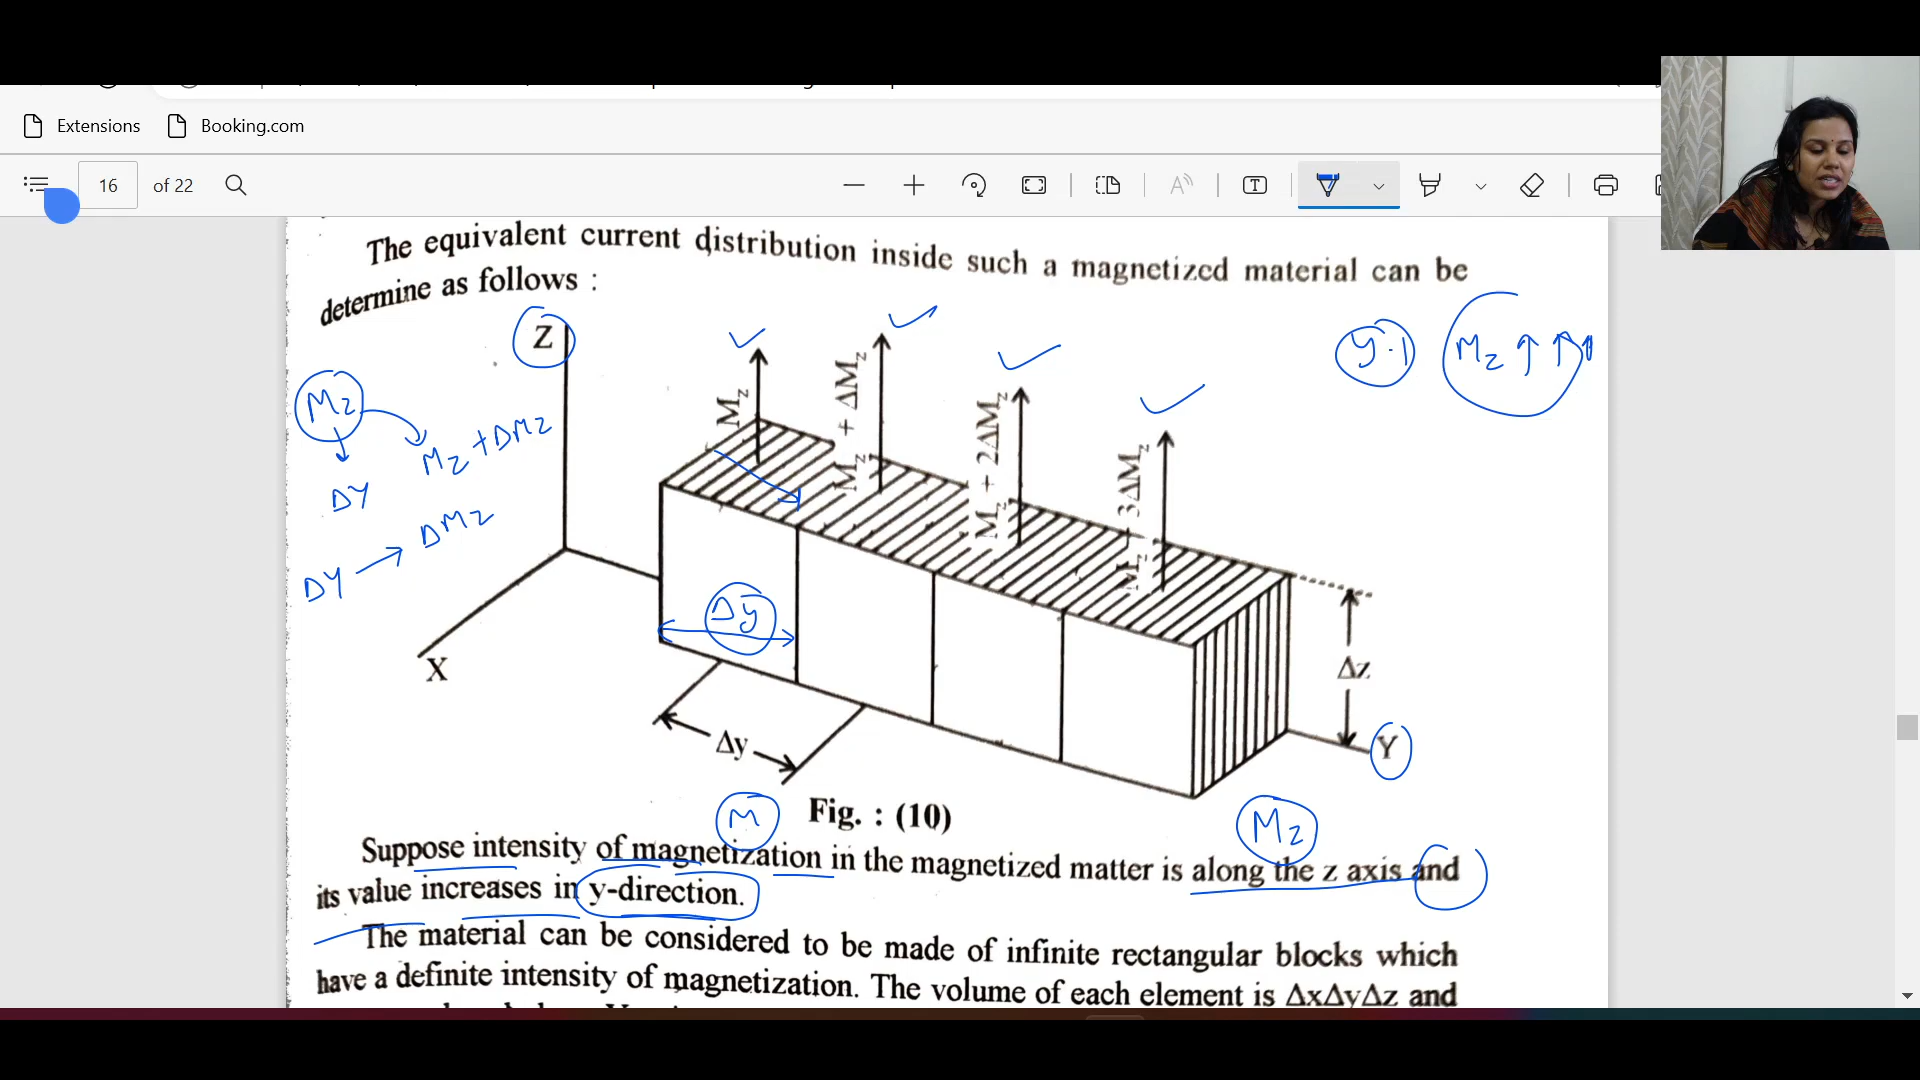 Extensions Booking.com
16 of 22
The equivalent current distribution inside such a magnetized material can be
determine as follows :
Z
y.1
Mz ↑ ↑
Mz
Mz + ΔMz
ΔY
ΔY → ΔMz
Mz
Mz + ΔMz
Mz + 2ΔMz
3ΔMz
Δy
X
Δy
Δz
Y
M
Fig. : (10)
Mz
Suppose intensity of magnetization in the magnetized matter is along the z axis and
its value increases in y-direction.
The material can be considered to be made of infinite rectangular blocks which
have a definite intensity of magnetization. The volume of each element is ΔxΔyΔz and